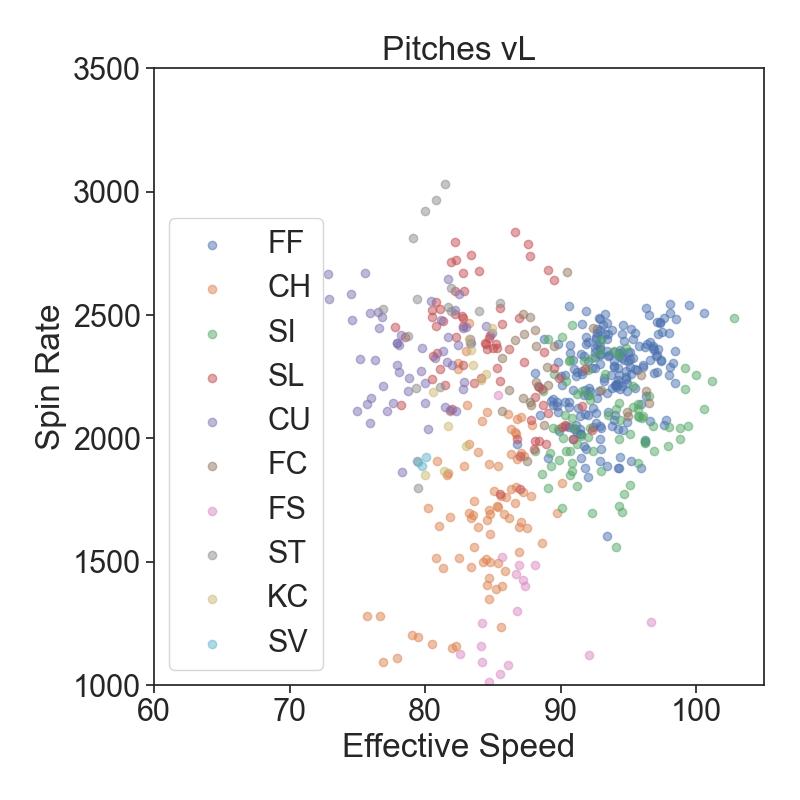 Pitches vL
3500
3000
2500
2000
1500
1000
Spin Rate
FF
CH
SI
SL
CU
FC
FS
ST
KC
SV
60 70 80 90 100
Effective Speed